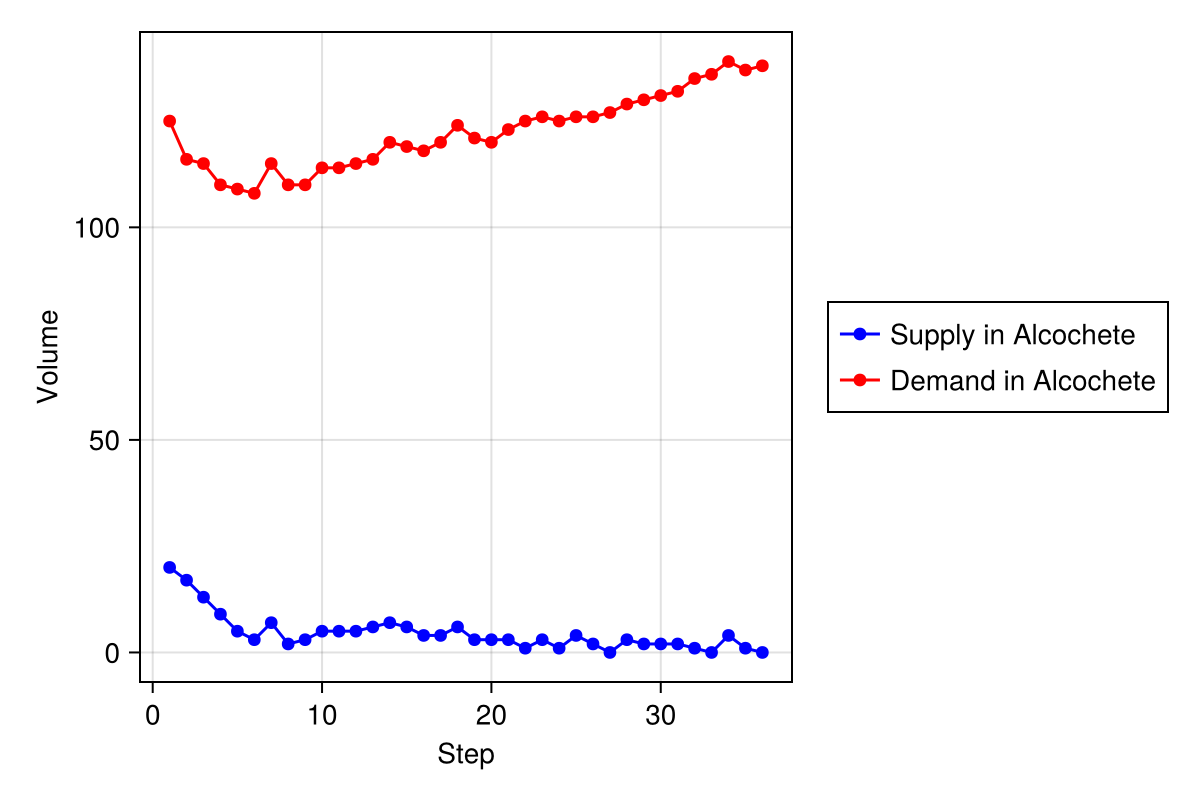 100
50
0
0 10 20 30
Volume
Step
Supply in Alcochete
Demand in Alcochete